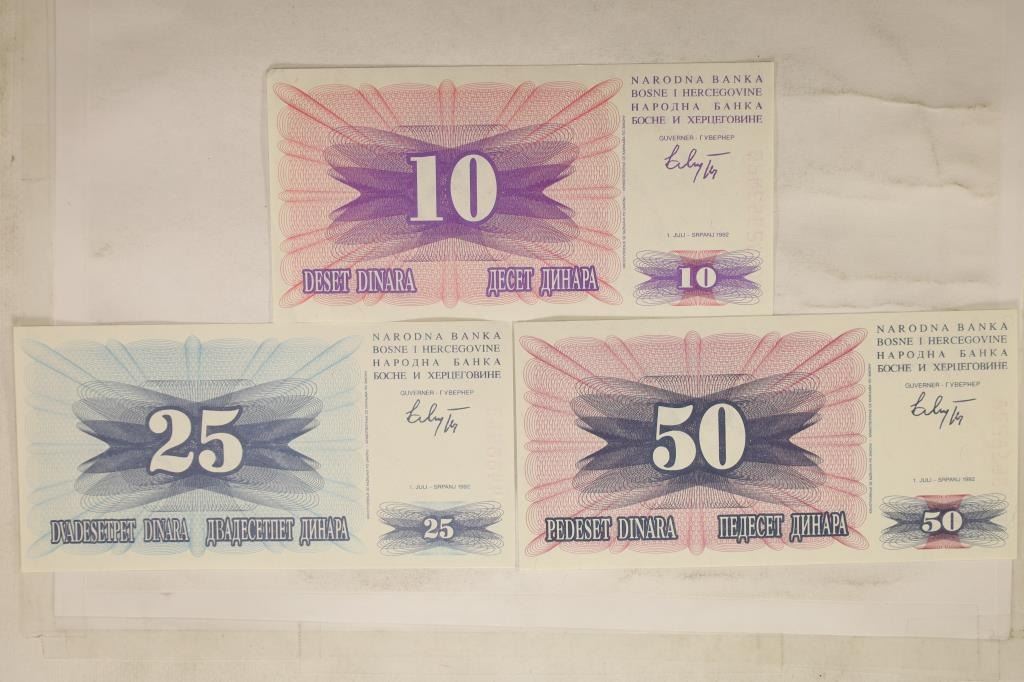 NARODNA BANKA
BOSNE I HERCEGOVINE
НАРОДНА БАНКА
БОСНЕ И ХЕРЦЕГОВИНЕ
GUVERNER - ГУВЕРНЕР
10
1. JULI - SRPANJ 1992
DESET DINARA ДЕСЕТ ДИНАРА
10
NARODNA BANKA
BOSNE I HERCEGOVINE
НАРОДНА БАНКА
БОСНЕ И ХЕРЦЕГОВИНЕ
GUVERNER - ГУВЕРНЕР
25
1. JULI - SRPANJ 1992
DVADESETPET DINARA ДВАДЕСЕТПЕТ ДИНАРА
25
NARODNA BANKA
BOSNE I HERCEGOVINE
НАРОДНА БАНКА
БОСНЕ И ХЕРЦЕГОВИНЕ
GUVERNER - ГУВЕРНЕР
50
1. JULI - SRPANJ 1992
PEDESET DINARA ПЕДЕСЕТ ДИНАРА
50